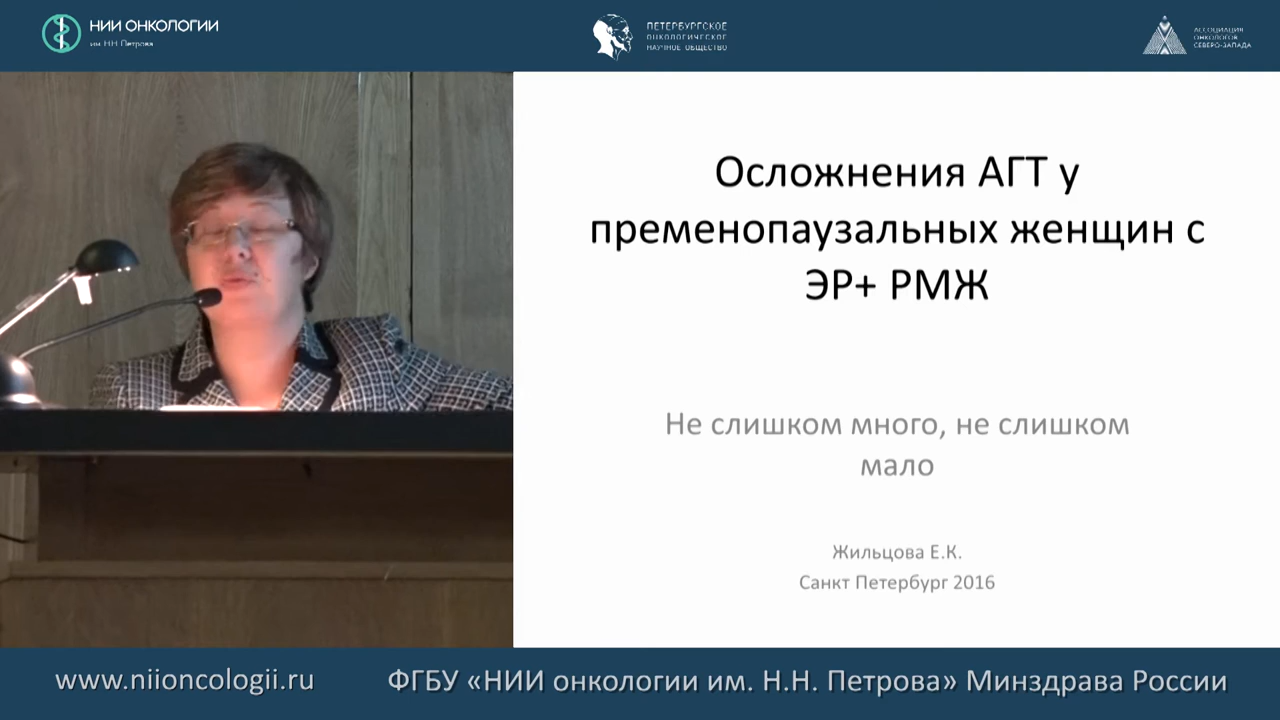 НИИ ОНКОЛОГИИ
им. Н.Н. Петрова
ПЕТЕРБУРГСКОЕ
ОНКОЛОГИЧЕСКОЕ
НАУЧНОЕ ОБЩЕСТВО
АССОЦИАЦИЯ
ОНКОЛОГОВ
СЕВЕРО-ЗАПАДА
Осложнения АГТ у
пременопаузальных женщин с
ЭР+ РМЖ
Не слишком много, не слишком
мало
Жильцова Е.К.
Санкт Петербург 2016
www.niioncologii.ru
ФГБУ «НИИ онкологии им. Н.Н. Петрова» Минздрава России